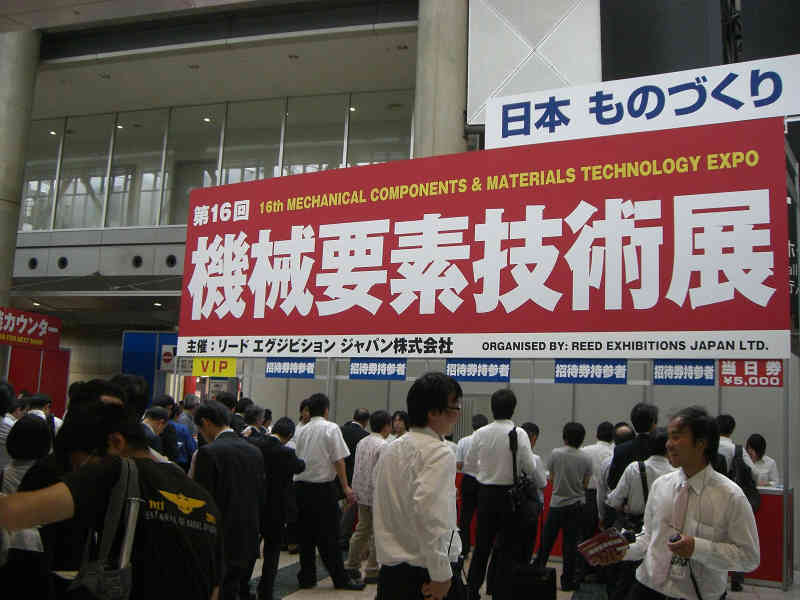 日本 ものづくり
第16回 16th MECHANICAL COMPONENTS & MATERIALS TECHNOLOGY EXPO
機械要素技術展
主催:リード エグジビション ジャパン株式会社 ORGANISED BY: REED EXHIBITIONS JAPAN LTD.
VIP 招待券持参者 招待券持参者 招待券持参者 招待券持参者 招待券持参者 当日券
¥5,000
カウンター